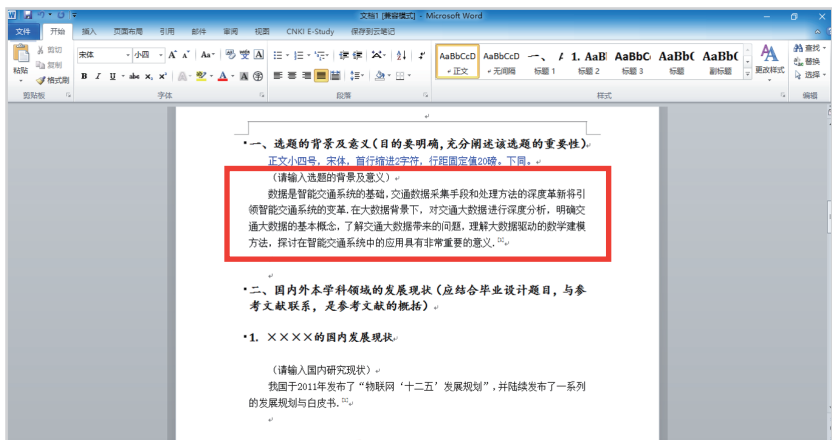 文档1 [兼容模式] - Microsoft Word
文件 开始 插入 页面布局 引用 邮件 审阅 视图 CNKI E-Study 保存到云笔记
粘贴 剪切 复制 格式刷
宋体 小四
AaBbCcD AaBbCcD 1. AaB AaBbC AaBb( AaBb(
正文 无间隔 标题 1 标题 2 标题 3 标题 副标题
更改样式 查找 替换 选择
剪贴板 字体 段落 样式 编辑
一、选题的背景及意义(目的要明确,充分阐述该选题的重要性)
正文小四号, 宋体, 首行缩进2字符, 行距固定值20磅。下同。
(请输入选题的背景及意义)
数据是智能交通系统的基础,交通数据采集手段和处理方法的深度革新将引
领智能交通系统的变革.在大数据背景下, 对交通大数据进行深度分析, 明确交
通大数据的基本概念, 了解交通大数据带来的问题, 理解大数据驱动的数学建模
方法, 探讨在智能交通系统中的应用具有非常重要的意义.
二、国内外本学科领域的发展现状(应结合毕业设计题目,与参
考文献联系, 是参考文献的概括)
1. ××××的国内发展现状
(请输入国内研究现状)
我国于2011年发布了“物联网‘十二五’发展规划”,并陆续发布了一系列
的发展规划与白皮书.